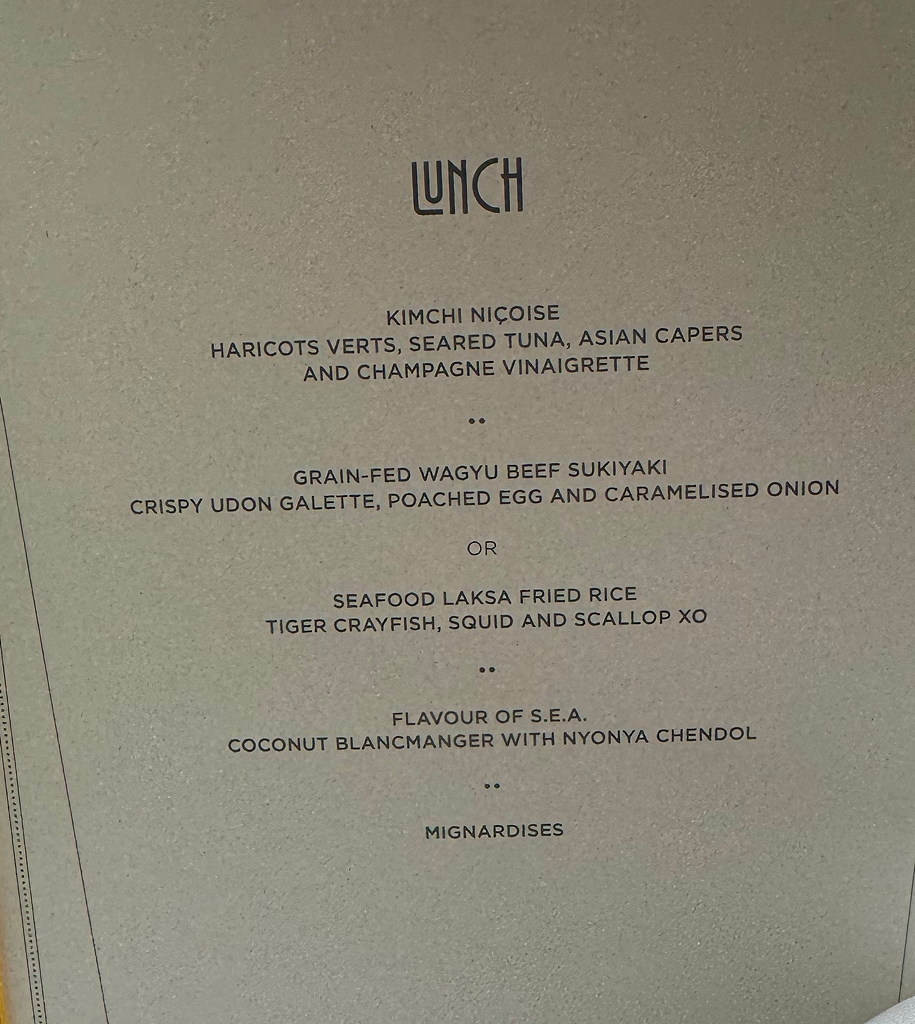 LUNCH
KIMCHI NIÇOISE
HARICOTS VERTS, SEARED TUNA, ASIAN CAPERS
AND CHAMPAGNE VINAIGRETTE
GRAIN-FED WAGYU BEEF SUKIYAKI
CRISPY UDON GALETTE, POACHED EGG AND CARAMELISED ONION
OR
SEAFOOD LAKSA FRIED RICE
TIGER CRAYFISH, SQUID AND SCALLOP XO
FLAVOUR OF S.E.A.
COCONUT BLANCMANGER WITH NYONYA CHENDOL
MIGNARDISES